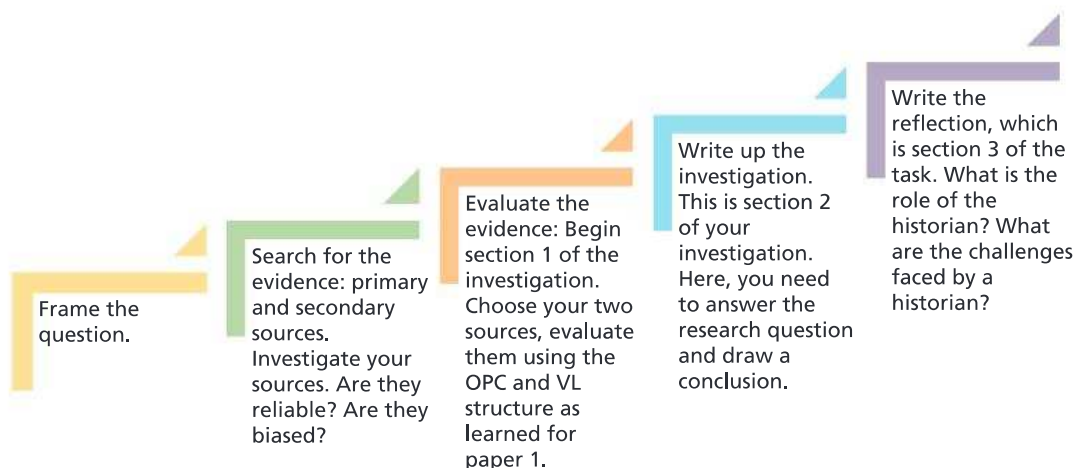 Frame the
question.
Search for the
evidence: primary
and secondary
sources.
Investigate your
sources. Are they
reliable? Are they
biased?
Evaluate the
evidence: Begin
section 1 of the
investigation.
Choose your two
sources, evaluate
them using the
OPC and VL
structure as
learned for
paper 1.
Write up the
investigation.
This is section 2
of your
investigation.
Here, you need
to answer the
research question
and draw a
conclusion.
Write the
reflection, which
is section 3 of the
task. What is the
role of the
historian? What
are the challenges
faced by a
historian?